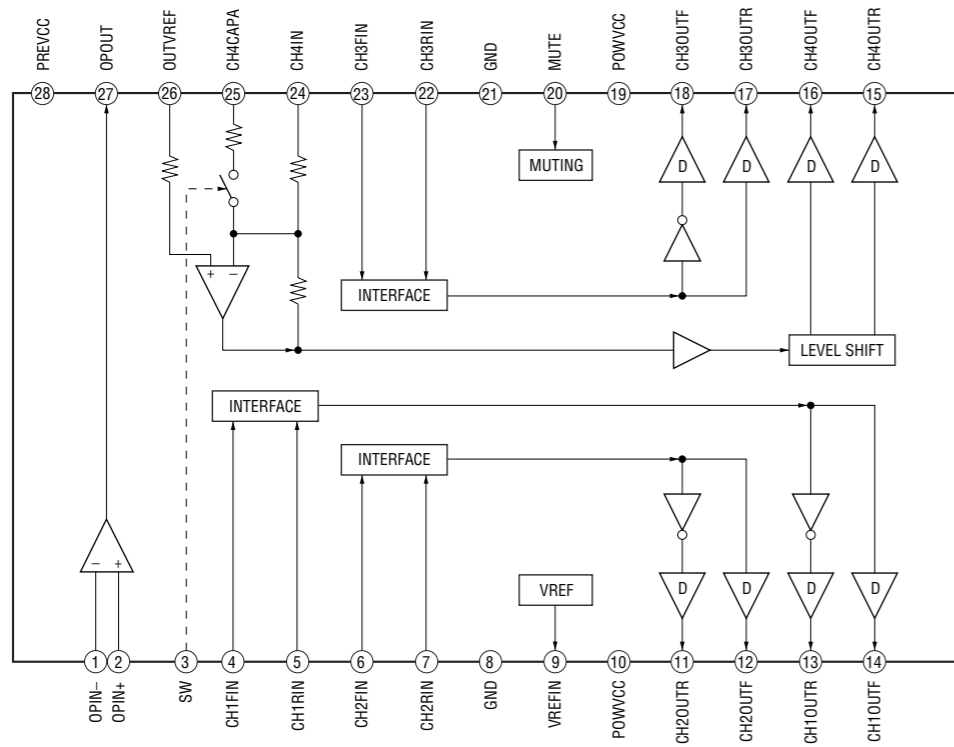 PREVCC
OPOUT
OUTVREF
CH4CAPA
CH4IN
CH3FIN
CH3RIN
GND
MUTE
POWVCC
CH3OUTF
CH3OUTR
CH4OUTF
CH4OUTR
28
27
26
25
24
23
22
21
20
19
18
17
16
15
MUTING
D
D
D
D
+
−
INTERFACE
LEVEL SHIFT
INTERFACE
INTERFACE
−
+
VREF
D
D
D
D
1
2
3
4
5
6
7
8
9
10
11
12
13
14
OPIN−
OPIN+
SW
CH1FIN
CH1RIN
CH2FIN
CH2RIN
GND
VREFIN
POWVCC
CH2OUTR
CH2OUTF
CH1OUTR
CH1OUTF